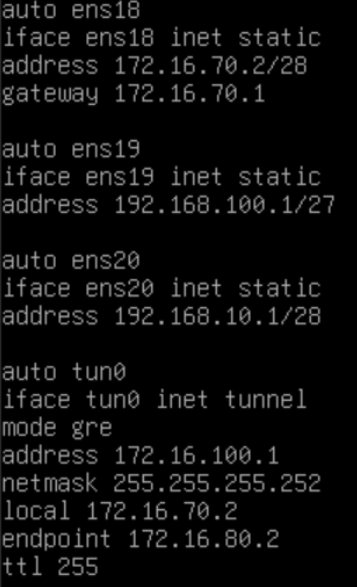 auto ens18
iface ens18 inet static
address 172.16.70.2/28
gateway 172.16.70.1

auto ens19
iface ens19 inet static
address 192.168.100.1/27

auto ens20
iface ens20 inet static
address 192.168.10.1/28

auto tun0
iface tun0 inet tunnel
mode gre
address 172.16.100.1
netmask 255.255.255.252
local 172.16.70.2
endpoint 172.16.80.2
ttl 255